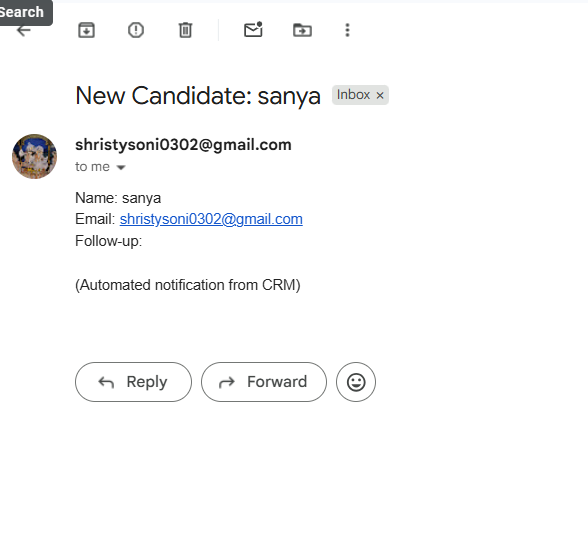 Search
New Candidate: sanya Inbox ×
shristysoni0302@gmail.com
to me
Name: sanya
Email: shristysoni0302@gmail.com
Follow-up:
(Automated notification from CRM)
Reply Forward